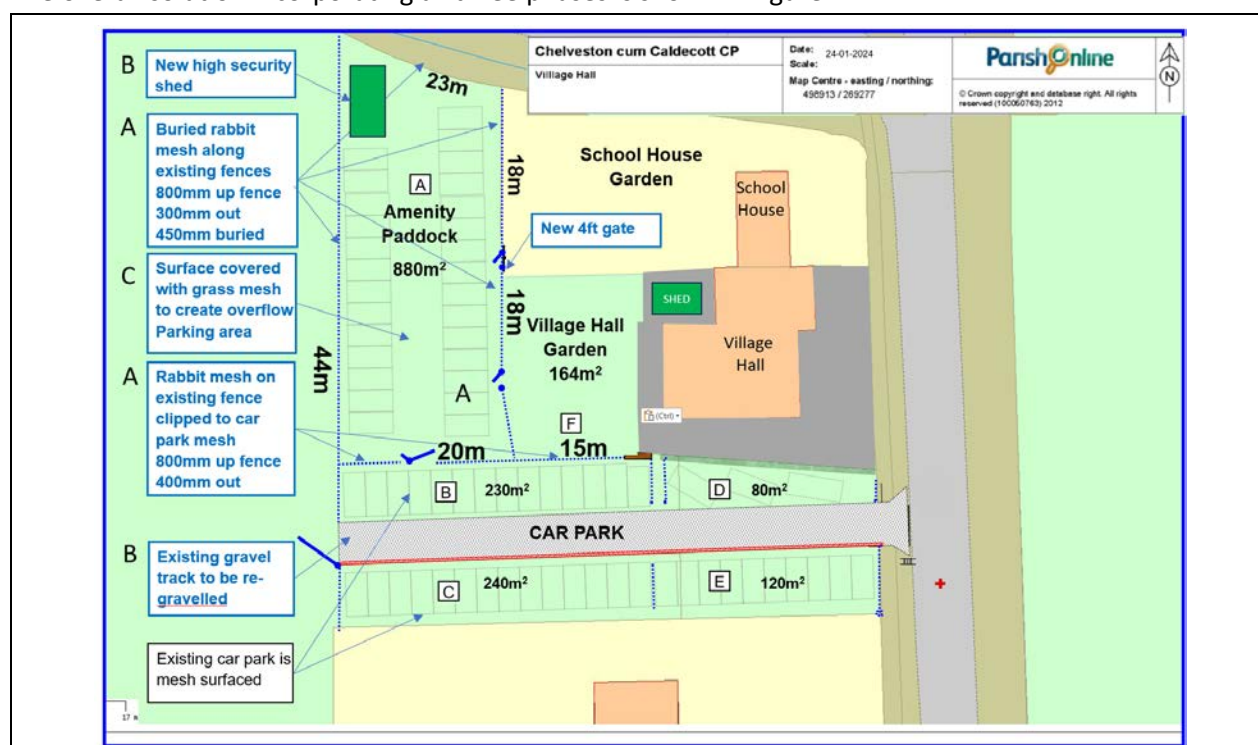 B
New high security
shed
A
Buried rabbit
mesh along
existing fences
800mm up fence
300mm out
450mm buried
C
Surface covered
with grass mesh
to create overflow
Parking area
A
Rabbit mesh on
existing fence
clipped to car
park mesh
800mm up fence
400mm out
B
Existing gravel
track to be re-
gravelled
Existing car park is
mesh surfaced
17 m
Chelveston cum Caldecott CP
Village Hall
Date: 24-01-2024
Scale:
Map Centre - easting / northing:
498913 / 269277
Parish Online
© Crown copyright and database right. All rights
reserved (100050763) 2012
N
23m
18m
School House
Garden
School
House
A
Amenity
Paddock
880m²
New 4ft gate
18m
SHED
Village Hall
Garden
164m²
Village
Hall
44m
A
F
(Ctrl)
20m
15m
B
230m²
D
80m²
CAR PARK
C
240m²
E
120m²